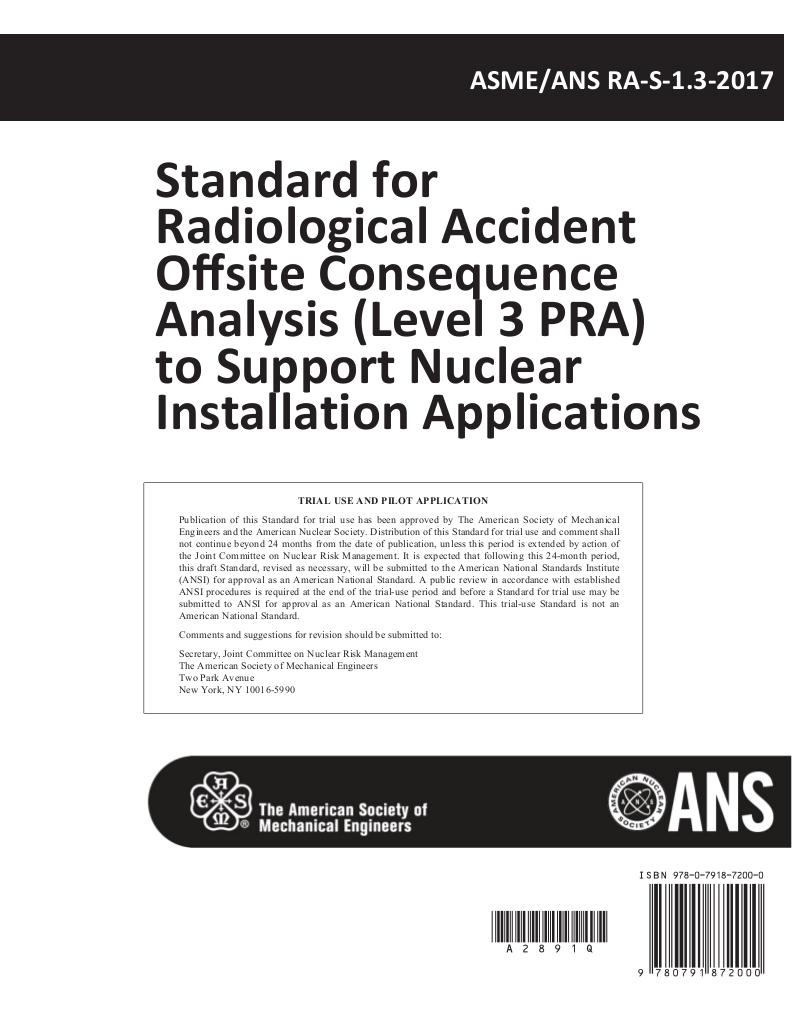 ASME/ANS RA-S-1.3-2017
Standard for
Radiological Accident
Offsite Consequence
Analysis (Level 3 PRA)
to Support Nuclear
Installation Applications
TRIAL USE AND PILOT APPLICATION
Publication of this Standard for trial use has been approved by The American Society of Mechanical
Engineers and the American Nuclear Society. Distribution of this Standard for trial use and comment shall
not continue beyond 24 months from the date of publication, unless this period is extended by action of
the Joint Committee on Nuclear Risk Management. It is expected that following this 24-month period,
this draft Standard, revised as necessary, will be submitted to the American National Standards Institute
(ANSI) for approval as an American National Standard. A public review in accordance with established
ANSI procedures is required at the end of the trial-use period and before a Standard for trial use may be
submitted to ANSI for approval as an American National Standard. This trial-use Standard is not an
American National Standard.
Comments and suggestions for revision should be submitted to:
Secretary, Joint Committee on Nuclear Risk Management
The American Society of Mechanical Engineers
Two Park Avenue
New York, NY 10016-5990
A
E S
M ®
The American Society of
Mechanical Engineers
AMERICAN NUCLEAR
SOCIETY
A N S
ANS
ISBN 978-0-7918-7200-0
A2891Q
9 780791 872000